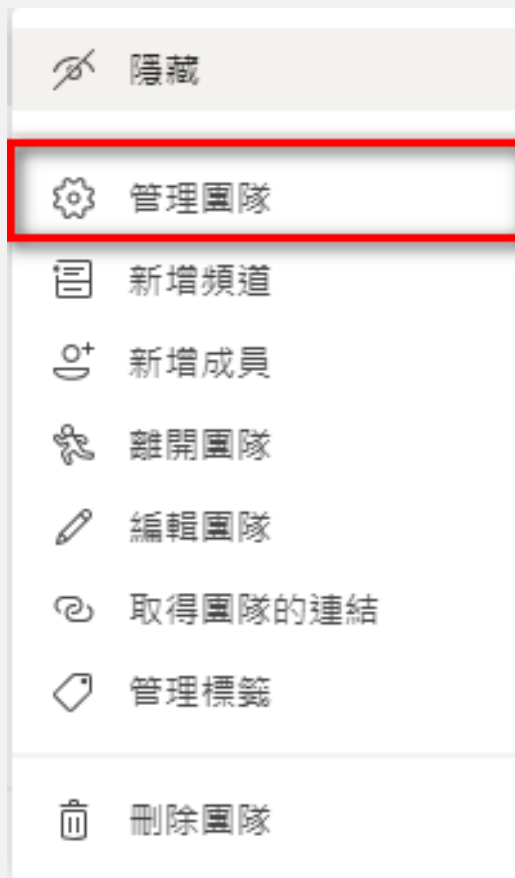 隱藏
管理團隊
新增頻道
新增成員
離開團隊
編輯團隊
取得團隊的連結
管理標籤
刪除團隊